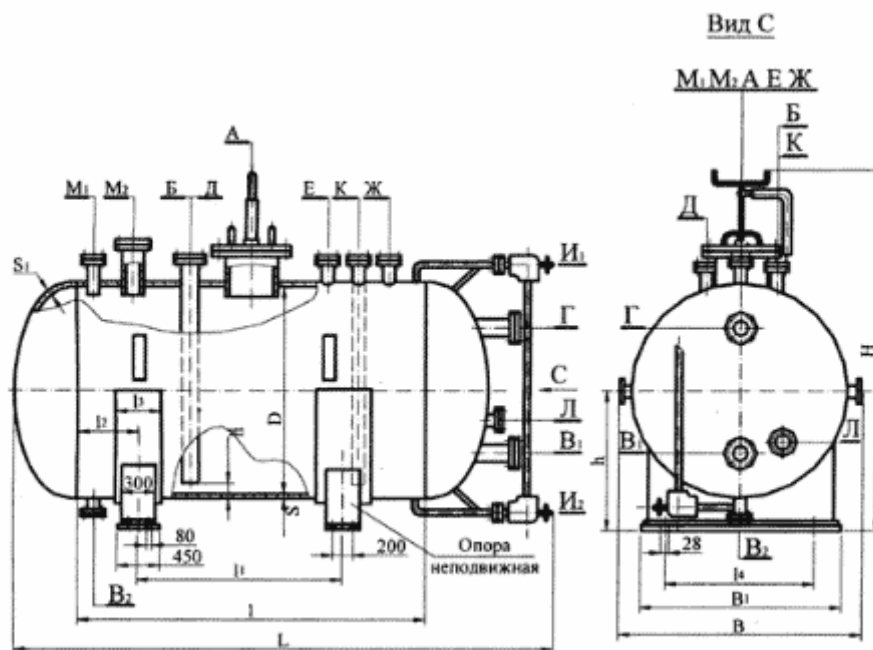 Вид С
М₁ М₂ А Е Ж
Б
К
А
М₁ М₂ Б Д Е К Ж
Д
S₁
И₁
Г
Г
С
Н
l₃
l₂
D
Л
h
В₁
В₁
Л
300
S
И₂
80
200
Опора
неподвижная
28
В₂
450
l₁
l₄
В₂
l
В₁
L
В